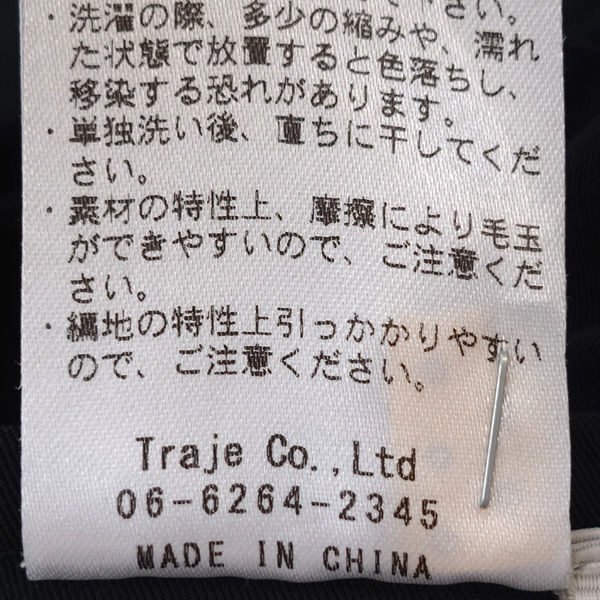 さい。
・洗濯の際、多少の縮みや、濡れ
た状態で放置すると色落ちし、
移染する恐れがあります。
・単独洗い後、直ちに干してくだ
さい。
・素材の特性上、摩擦により毛玉
ができやすいので、ご注意くだ
さい。
・編地の特性上引っかかりやすい
ので、ご注意ください。
Traje Co.,Ltd
06-6264-2345
MADE IN CHINA